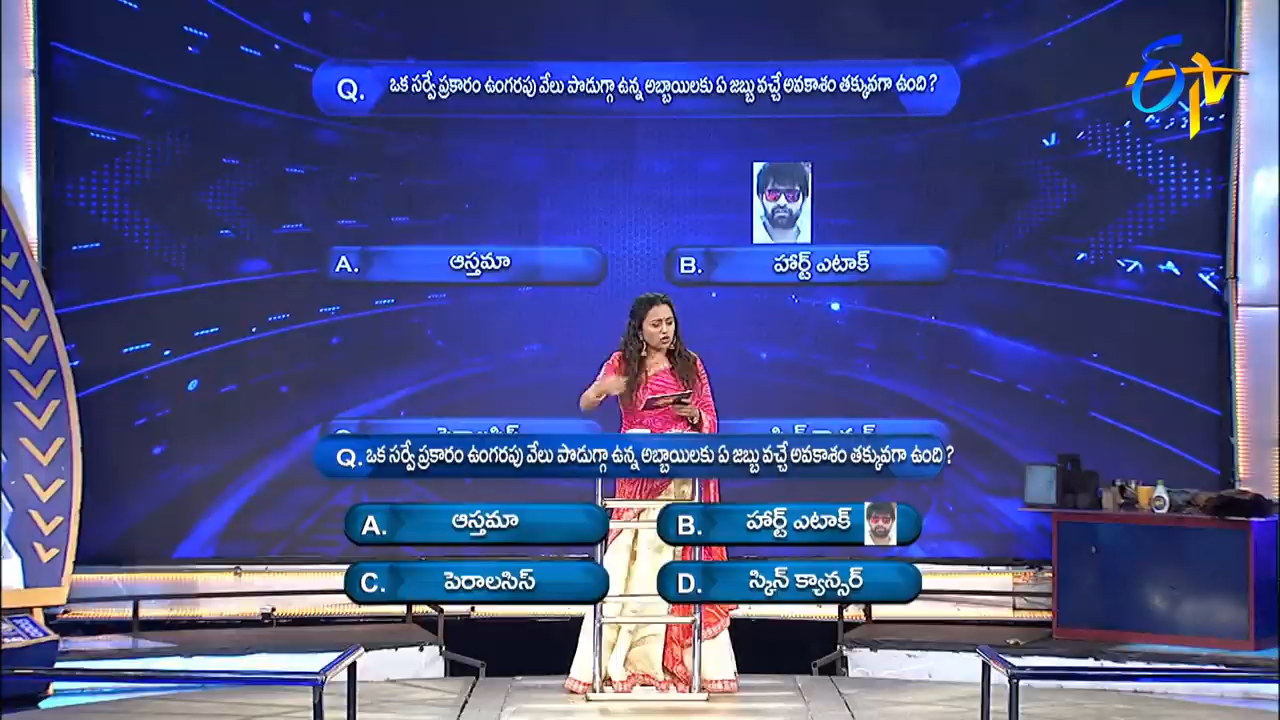 Q. ఒక సర్వే ప్రకారం ఉంగరపు వేలు పొడుగ్గా ఉన్న అబ్బాయిలకు ఏ జబ్బు వచ్చే అవకాశం తక్కువగా ఉంది ?
ETV
A. ఆస్తమా
B. హార్ట్ ఎటాక్
Q. ఒక సర్వే ప్రకారం ఉంగరపు వేలు పొడుగ్గా ఉన్న అబ్బాయిలకు ఏ జబ్బు వచ్చే అవకాశం తక్కువగా ఉంది ?
A. ఆస్తమా
B. హార్ట్ ఎటాక్
C. పెరాలసిస్
D. స్కిన్ క్యాన్సర్